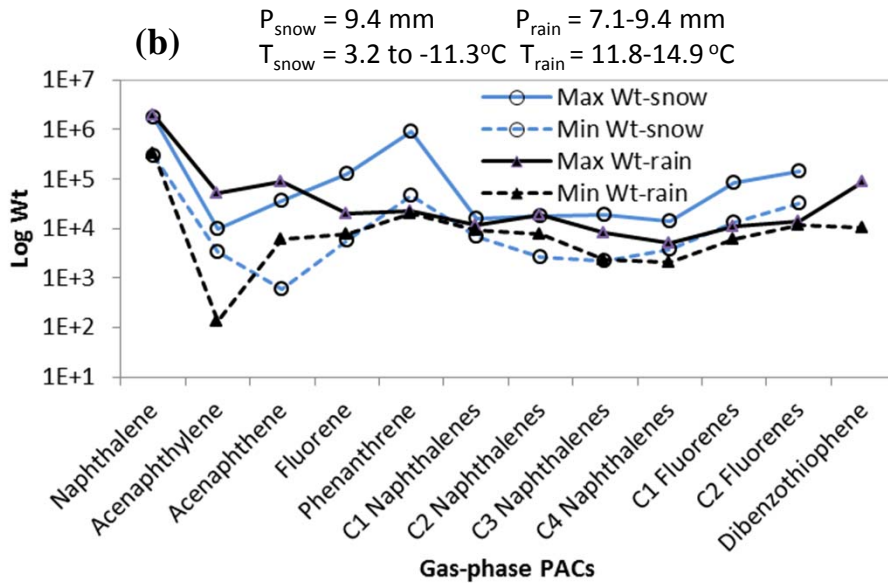 (b)
P_snow = 9.4 mm P_rain = 7.1-9.4 mm
T_snow = 3.2 to -11.3°C T_rain = 11.8-14.9 °C
1E+7
1E+6
1E+5
1E+4
1E+3
1E+2
1E+1
Log Wt
Max Wt-snow
Min Wt-snow
Max Wt-rain
Min Wt-rain
Naphthalene
Acenaphthylene
Acenaphthene
Fluorene
Phenanthrene
C1 Naphthalenes
C2 Naphthalenes
C3 Naphthalenes
C4 Naphthalenes
C1 Fluorenes
C2 Fluorenes
Dibenzothiophene
Gas-phase PACs